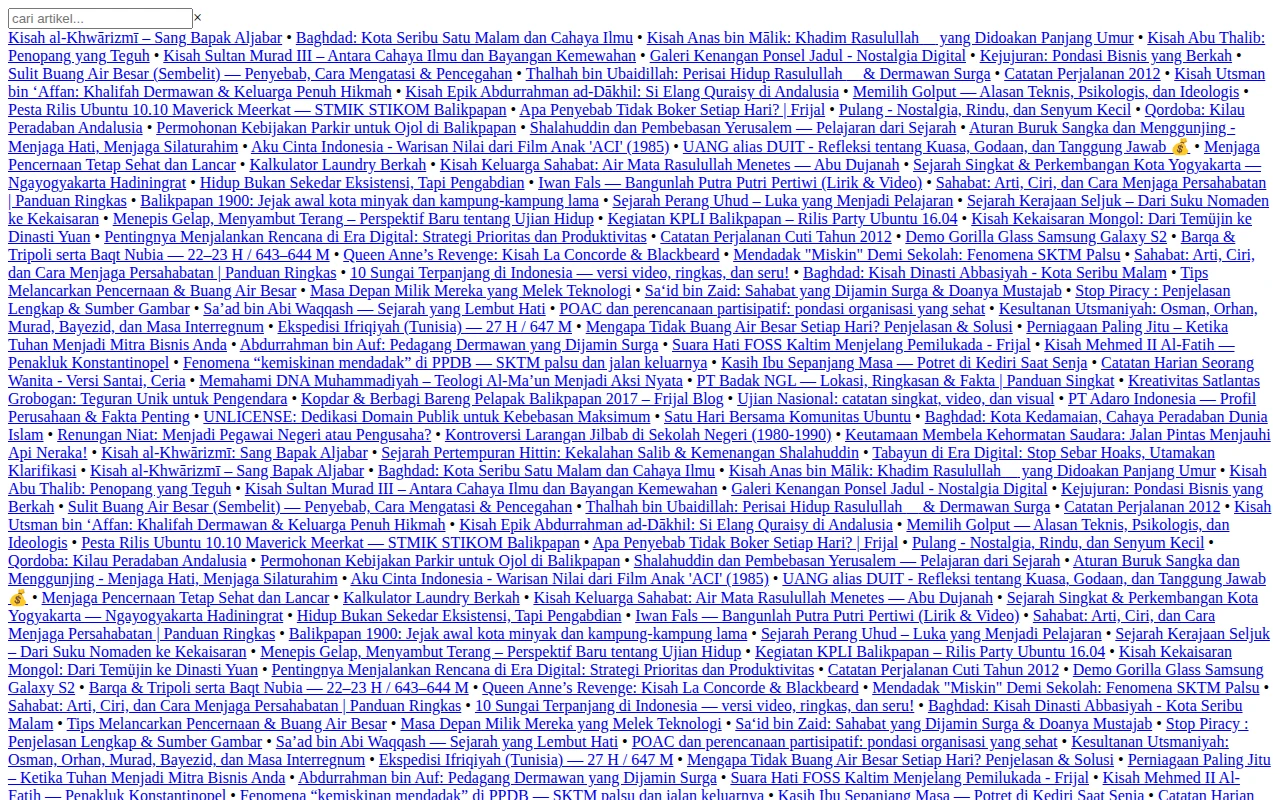 cari artikel... ×
Kisah al-Khwārizmī – Sang Bapak Aljabar • Baghdad: Kota Seribu Satu Malam dan Cahaya Ilmu • Kisah Anas bin Mālik: Khadim Rasulullah yang Didoakan Panjang Umur • Kisah Abu Thalib:
Penopang yang Teguh • Kisah Sultan Murad III – Antara Cahaya Ilmu dan Bayangan Kemewahan • Galeri Kenangan Ponsel Jadul - Nostalgia Digital • Kejujuran: Pondasi Bisnis yang Berkah •
Sulit Buang Air Besar (Sembelit) — Penyebab, Cara Mengatasi & Pencegahan • Thalhah bin Ubaidillah: Perisai Hidup Rasulullah & Dermawan Surga • Catatan Perjalanan 2012 • Kisah Utsman
bin ‘Affan: Khalifah Dermawan & Keluarga Penuh Hikmah • Kisah Epik Abdurrahman ad-Dākhil: Si Elang Quraisy di Andalusia • Memilih Golput — Alasan Teknis, Psikologis, dan Ideologis •
Pesta Rilis Ubuntu 10.10 Maverick Meerkat — STMIK STIKOM Balikpapan • Apa Penyebab Tidak Boker Setiap Hari? | Frijal • Pulang - Nostalgia, Rindu, dan Senyum Kecil • Qordoba: Kilau
Peradaban Andalusia • Permohonan Kebijakan Parkir untuk Ojol di Balikpapan • Shalahuddin dan Pembebasan Yerusalem — Pelajaran dari Sejarah • Aturan Buruk Sangka dan Menggunjing -
Menjaga Hati, Menjaga Silaturahim • Aku Cinta Indonesia - Warisan Nilai dari Film Anak 'ACI' (1985) • UANG alias DUIT - Refleksi tentang Kuasa, Godaan, dan Tanggung Jawab 💰 • Menjaga
Pencernaan Tetap Sehat dan Lancar • Kalkulator Laundry Berkah • Kisah Keluarga Sahabat: Air Mata Rasulullah Menetes — Abu Dujanah • Sejarah Singkat & Perkembangan Kota Yogyakarta —
Ngayogyakarta Hadiningrat • Hidup Bukan Sekedar Eksistensi, Tapi Pengabdian • Iwan Fals — Bangunlah Putra Putri Pertiwi (Lirik & Video) • Sahabat: Arti, Ciri, dan Cara Menjaga Persahabatan
| Panduan Ringkas • Balikpapan 1900: Jejak awal kota minyak dan kampung-kampung lama • Sejarah Perang Uhud – Luka yang Menjadi Pelajaran • Sejarah Kerajaan Seljuk – Dari Suku Nomaden
ke Kekaisaran • Menepis Gelap, Menyambut Terang – Perspektif Baru tentang Ujian Hidup • Kegiatan KPLI Balikpapan – Rilis Party Ubuntu 16.04 • Kisah Kekaisaran Mongol: Dari Temüjin ke
Dinasti Yuan • Pentingnya Menjalankan Rencana di Era Digital: Strategi Prioritas dan Produktivitas • Catatan Perjalanan Cuti Tahun 2012 • Demo Gorilla Glass Samsung Galaxy S2 • Barqa &
Tripoli serta Baqt Nubia — 22–23 H / 643–644 M • Queen Anne’s Revenge: Kisah La Concorde & Blackbeard • Mendadak "Miskin" Demi Sekolah: Fenomena SKTM Palsu • Sahabat: Arti, Ciri,
dan Cara Menjaga Persahabatan | Panduan Ringkas • 10 Sungai Terpanjang di Indonesia — versi video, ringkas, dan seru! • Baghdad: Kisah Dinasti Abbasiyah - Kota Seribu Malam • Tips
Melancarkan Pencernaan & Buang Air Besar • Masa Depan Milik Mereka yang Melek Teknologi • Sa‘id bin Zaid: Sahabat yang Dijamin Surga & Doanya Mustajab • Stop Piracy : Penjelasan
Lengkap & Sumber Gambar • Sa’ad bin Abi Waqqash — Sejarah yang Lembut Hati • POAC dan perencanaan partisipatif: pondasi organisasi yang sehat • Kesultanan Utsmaniyah: Osman, Orhan,
Murad, Bayezid, dan Masa Interregnum • Ekspedisi Ifriqiyah (Tunisia) — 27 H / 647 M • Mengapa Tidak Buang Air Besar Setiap Hari? Penjelasan & Solusi • Perniagaan Paling Jitu – Ketika
Tuhan Menjadi Mitra Bisnis Anda • Abdurrahman bin Auf: Pedagang Dermawan yang Dijamin Surga • Suara Hati FOSS Kaltim Menjelang Pemilukada - Frijal • Kisah Mehmed II Al-Fatih —
Penakluk Konstantinopel • Fenomena “kemiskinan mendadak” di PPDB — SKTM palsu dan jalan keluarnya • Kasih Ibu Sepanjang Masa — Potret di Kediri Saat Senja • Catatan Harian Seorang
Wanita - Versi Santai, Ceria • Memahami DNA Muhammadiyah – Teologi Al-Ma’un Menjadi Aksi Nyata • PT Badak NGL — Lokasi, Ringkasan & Fakta | Panduan Singkat • Kreativitas Satlantas
Grobogan: Teguran Unik untuk Pengendara • Kopdar & Berbagi Bareng Pelapak Balikpapan 2017 – Frijal Blog • Ujian Nasional: catatan singkat, video, dan visual • PT Adaro Indonesia — Profil
Perusahaan & Fakta Penting • UNLICENSE: Dedikasi Domain Publik untuk Kebebasan Maksimum • Satu Hari Bersama Komunitas Ubuntu • Baghdad: Kota Kedamaian, Cahaya Peradaban Dunia
Islam • Renungan Niat: Menjadi Pegawai Negeri atau Pengusaha? • Kontroversi Larangan Jilbab di Sekolah Negeri (1980-1990) • Keutamaan Membela Kehormatan Saudara: Jalan Pintas Menjauhi
Api Neraka! • Kisah al-Khwārizmī: Sang Bapak Aljabar • Sejarah Pertempuran Hittin: Kekalahan Salib & Kemenangan Shalahuddin • Tabayun di Era Digital: Stop Sebar Hoaks, Utamakan
Klarifikasi • Kisah al-Khwārizmī – Sang Bapak Aljabar • Baghdad: Kota Seribu Satu Malam dan Cahaya Ilmu • Kisah Anas bin Mālik: Khadim Rasulullah yang Didoakan Panjang Umur • Kisah
Abu Thalib: Penopang yang Teguh • Kisah Sultan Murad III – Antara Cahaya Ilmu dan Bayangan Kemewahan • Galeri Kenangan Ponsel Jadul - Nostalgia Digital • Kejujuran: Pondasi Bisnis yang
Berkah • Sulit Buang Air Besar (Sembelit) — Penyebab, Cara Mengatasi & Pencegahan • Thalhah bin Ubaidillah: Perisai Hidup Rasulullah & Dermawan Surga • Catatan Perjalanan 2012 • Kisah
Utsman bin ‘Affan: Khalifah Dermawan & Keluarga Penuh Hikmah • Kisah Epik Abdurrahman ad-Dākhil: Si Elang Quraisy di Andalusia • Memilih Golput — Alasan Teknis, Psikologis, dan
Ideologis • Pesta Rilis Ubuntu 10.10 Maverick Meerkat — STMIK STIKOM Balikpapan • Apa Penyebab Tidak Boker Setiap Hari? | Frijal • Pulang - Nostalgia, Rindu, dan Senyum Kecil •
Qordoba: Kilau Peradaban Andalusia • Permohonan Kebijakan Parkir untuk Ojol di Balikpapan • Shalahuddin dan Pembebasan Yerusalem — Pelajaran dari Sejarah • Aturan Buruk Sangka dan
Menggunjing - Menjaga Hati, Menjaga Silaturahim • Aku Cinta Indonesia - Warisan Nilai dari Film Anak 'ACI' (1985) • UANG alias DUIT - Refleksi tentang Kuasa, Godaan, dan Tanggung Jawab
💰 • Menjaga Pencernaan Tetap Sehat dan Lancar • Kalkulator Laundry Berkah • Kisah Keluarga Sahabat: Air Mata Rasulullah Menetes — Abu Dujanah • Sejarah Singkat & Perkembangan Kota
Yogyakarta — Ngayogyakarta Hadiningrat • Hidup Bukan Sekedar Eksistensi, Tapi Pengabdian • Iwan Fals — Bangunlah Putra Putri Pertiwi (Lirik & Video) • Sahabat: Arti, Ciri, dan Cara
Menjaga Persahabatan | Panduan Ringkas • Balikpapan 1900: Jejak awal kota minyak dan kampung-kampung lama • Sejarah Perang Uhud – Luka yang Menjadi Pelajaran • Sejarah Kerajaan Seljuk
– Dari Suku Nomaden ke Kekaisaran • Menepis Gelap, Menyambut Terang – Perspektif Baru tentang Ujian Hidup • Kegiatan KPLI Balikpapan – Rilis Party Ubuntu 16.04 • Kisah Kekaisaran
Mongol: Dari Temüjin ke Dinasti Yuan • Pentingnya Menjalankan Rencana di Era Digital: Strategi Prioritas dan Produktivitas • Catatan Perjalanan Cuti Tahun 2012 • Demo Gorilla Glass Samsung
Galaxy S2 • Barqa & Tripoli serta Baqt Nubia — 22–23 H / 643–644 M • Queen Anne’s Revenge: Kisah La Concorde & Blackbeard • Mendadak "Miskin" Demi Sekolah: Fenomena SKTM Palsu •
Sahabat: Arti, Ciri, dan Cara Menjaga Persahabatan | Panduan Ringkas • 10 Sungai Terpanjang di Indonesia — versi video, ringkas, dan seru! • Baghdad: Kisah Dinasti Abbasiyah - Kota Seribu
Malam • Tips Melancarkan Pencernaan & Buang Air Besar • Masa Depan Milik Mereka yang Melek Teknologi • Sa‘id bin Zaid: Sahabat yang Dijamin Surga & Doanya Mustajab • Stop Piracy :
Penjelasan Lengkap & Sumber Gambar • Sa’ad bin Abi Waqqash — Sejarah yang Lembut Hati • POAC dan perencanaan partisipatif: pondasi organisasi yang sehat • Kesultanan Utsmaniyah:
Osman, Orhan, Murad, Bayezid, dan Masa Interregnum • Ekspedisi Ifriqiyah (Tunisia) — 27 H / 647 M • Mengapa Tidak Buang Air Besar Setiap Hari? Penjelasan & Solusi • Perniagaan Paling Jitu
– Ketika Tuhan Menjadi Mitra Bisnis Anda • Abdurrahman bin Auf: Pedagang Dermawan yang Dijamin Surga • Suara Hati FOSS Kaltim Menjelang Pemilukada - Frijal • Kisah Mehmed II Al-
Fatih — Penakluk Konstantinopel • Fenomena “kemiskinan mendadak” di PPDB — SKTM palsu dan jalan keluarnya • Kasih Ibu Sepanjang Masa — Potret di Kediri Saat Senja • Catatan Harian